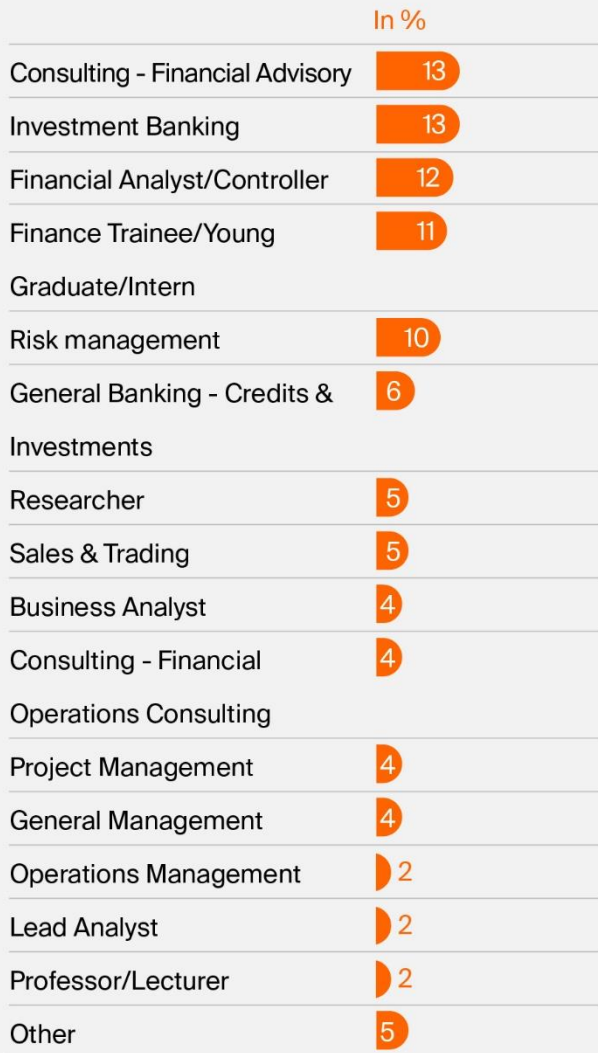 In %
Consulting - Financial Advisory 13
Investment Banking 13
Financial Analyst/Controller 12
Finance Trainee/Young 11
Graduate/Intern
Risk management 10
General Banking - Credits & 6
Investments
Researcher 5
Sales & Trading 5
Business Analyst 4
Consulting - Financial 4
Operations Consulting
Project Management 4
General Management 4
Operations Management 2
Lead Analyst 2
Professor/Lecturer 2
Other 5